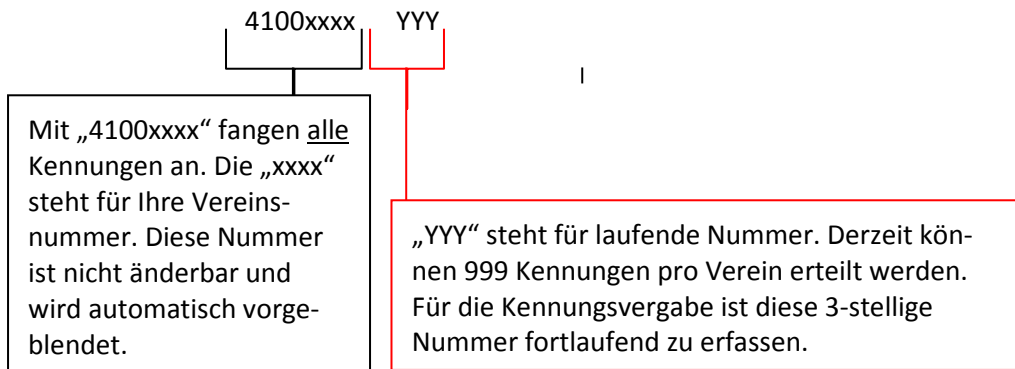 4100xxxx YYY
Mit „4100xxxx“ fangen alle
Kennungen an. Die „xxxx“
steht für Ihre Vereins-
nummer. Diese Nummer
ist nicht änderbar und
wird automatisch vorge-
blendet.
„YYY“ steht für laufende Nummer. Derzeit kön-
nen 999 Kennungen pro Verein erteilt werden.
Für die Kennungsvergabe ist diese 3-stellige
Nummer fortlaufend zu erfassen.